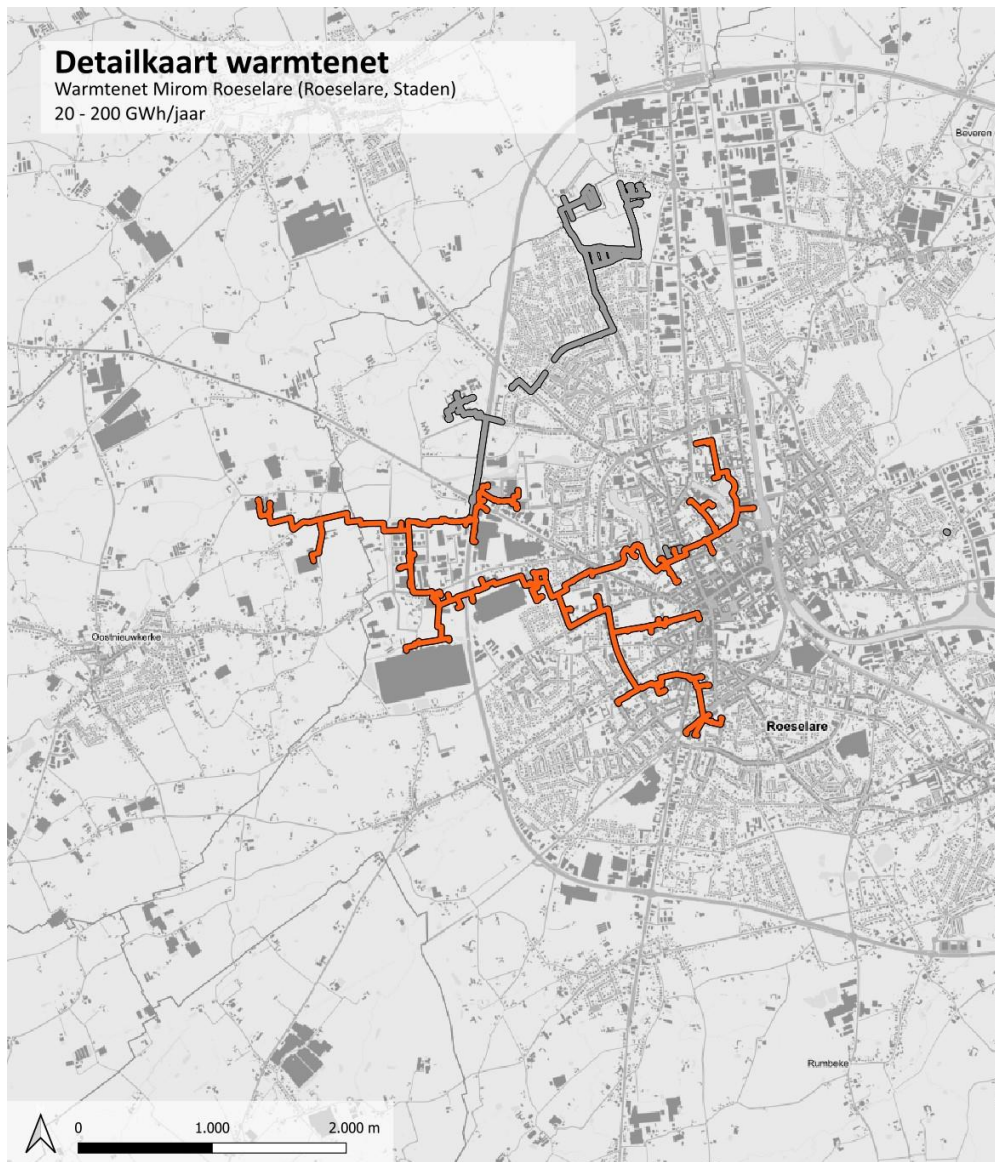 Detailkaart warmtenet
Warmtenet Mirom Roeselare (Roeselare, Staden)
20 - 200 GWh/jaar
Beveren
Oostnieuwkerke
Roeselare
Rumbeke
0 1.000 2.000 m